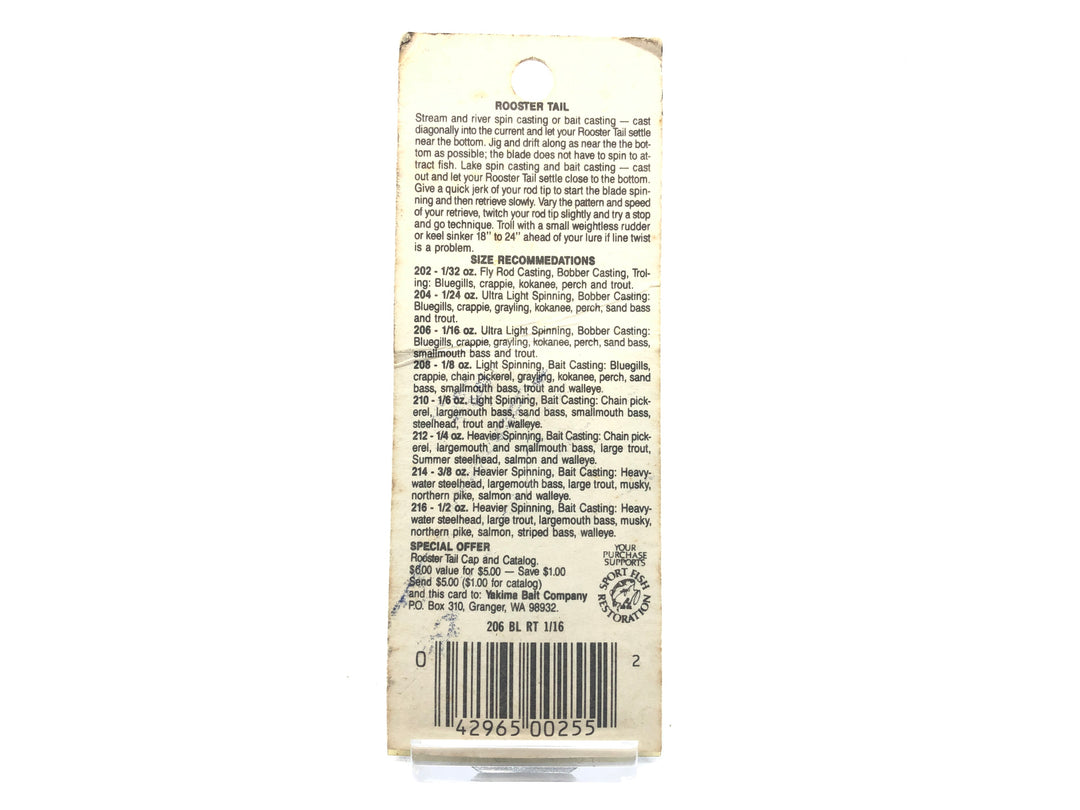 ROOSTER TAIL
Stream and river spin casting or bait casting — cast
diagonally into the current and let your Rooster Tail settle
near the bottom. Jig and drift along as near the the bot-
tom as possible; the blade does not have to spin to at-
tract fish. Lake spin casting and bait casting — cast
out and let your Rooster Tail settle close to the bottom.
Give a quick jerk of your rod tip to start the blade spin-
ning and then retrieve slowly. Vary the pattern and speed
of your retrieve, twitch your rod tip slightly and try a stop
and go technique. Troll with a small weightless rudder
or keel sinker 18" to 24" ahead of your lure if line twist
is a problem.
SIZE RECOMMEDATIONS
202 - 1/32 oz. Fly Rod Casting, Bobber Casting, Trol-
ing: Bluegills, crappie, kokanee, perch and trout.
204 - 1/24 oz. Ultra Light Spinning, Bobber Casting:
Bluegills, crappie, grayling, kokanee, perch, sand bass
and trout.
206 - 1/16 oz. Ultra Light Spinning, Bobber Casting:
Bluegills, crappie, grayling, kokanee, perch, sand bass,
smallmouth bass and trout.
208 - 1/8 oz. Light Spinning, Bait Casting: Bluegills,
crappie, chain pickerel, grayling, kokanee, perch, sand
bass, smallmouth bass, trout and walleye.
210 - 1/6 oz. Light Spinning, Bait Casting: Chain pick-
erel, largemouth bass, sand bass, smallmouth bass,
steelhead, trout and walleye.
212 - 1/4 oz. Heavier Spinning, Bait Casting: Chain pick-
erel, largemouth and smallmouth bass, large trout,
Summer steelhead, salmon and walleye.
214 - 3/8 oz. Heavier Spinning, Bait Casting: Heavy-
water steelhead, largemouth bass, large trout, musky,
northern pike, salmon and walleye.
216 - 1/2 oz. Heavier Spinning, Bait Casting: Heavy-
water steelhead, large trout, largemouth bass, musky,
northern pike, salmon, striped bass, walleye.
SPECIAL OFFER
Rooster Tail Cap and Catalog.
$6.00 value for $5.00 — Save $1.00
Send $5.00 ($1.00 for catalog)
and this card to: Yakima Bait Company
P.O. Box 310, Granger, WA 98932.
YOUR
PURCHASE
SUPPORTS
SPORT FISH
RESTORATION
206 BL RT 1/16
0 42965 00255 2